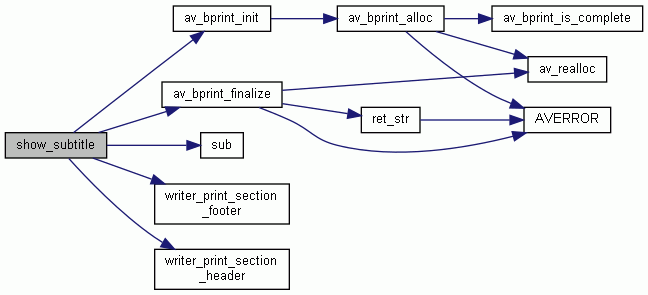 av_bprint_init
av_bprint_alloc
av_bprint_is_complete
av_realloc
av_bprint_finalize
ret_str
AVERROR
show_subtitle
sub
writer_print_section
_footer
writer_print_section
_header